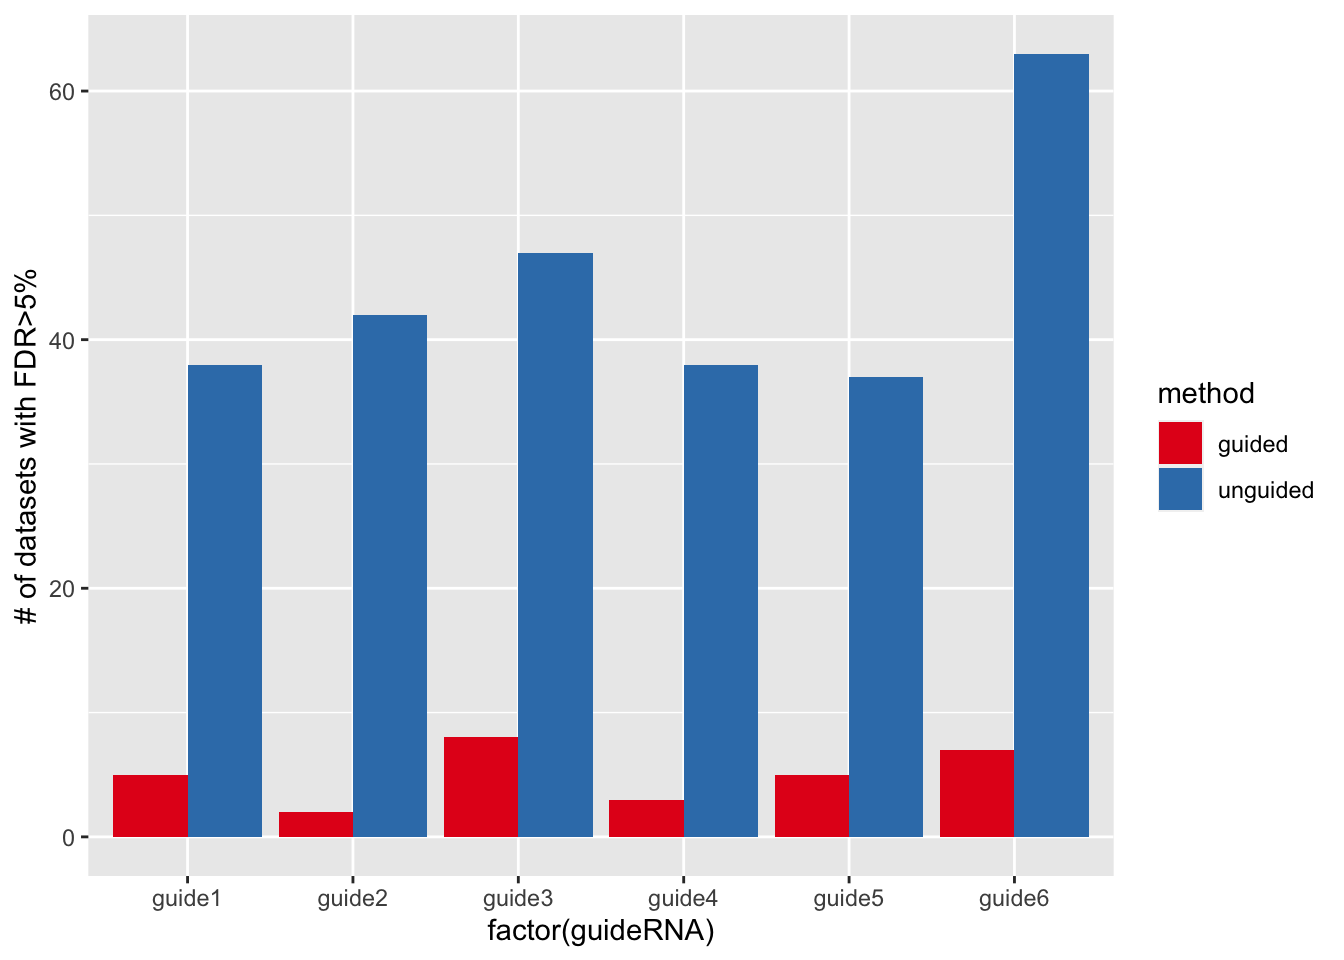 # of datasets with FDR>5%
60
40
20
0
guide1 guide2 guide3 guide4 guide5 guide6
factor(guideRNA)
method
guided
unguided